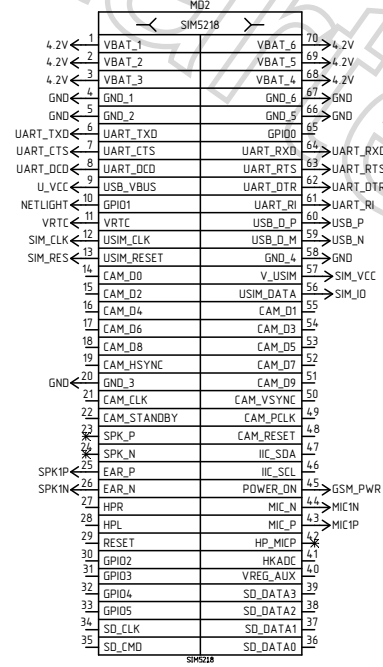 MD2
SIM5218
4.2V 1 VBAT_1 VBAT_6 70 4.2V
4.2V 2 VBAT_2 VBAT_5 69 4.2V
4.2V 3 VBAT_3 VBAT_4 68 4.2V
GND 4 GND_1 GND_6 67 GND
GND 5 GND_2 GND_5 66 GND
UART_TXD 6 UART_TXD GPIO0 65
UART_CTS 7 UART_CTS UART_RXD 64 UART_RXD
UART_DCD 8 UART_DCD UART_RTS 63 UART_RTS
U_VCC 9 USB_VBUS UART_DTR 62 UART_DTR
NETLIGHT 10 GPIO1 UART_RI 61 UART_RI
VRTC 11 VRTC USB_D_P 60 USB_P
SIM_CLK 12 USIM_CLK USB_D_M 59 USB_N
SIM_RES 13 USIM_RESET GND_4 58 GND
14 CAM_D0 V_USIM 57 SIM_VCC
15 CAM_D2 USIM_DATA 56 SIM_IO
16 CAM_D4 CAM_D1 55
17 CAM_D6 CAM_D3 54
18 CAM_D8 CAM_D5 53
19 CAM_HSYNC CAM_D7 52
GND 20 GND_3 CAM_D9 51
21 CAM_CLK CAM_VSYNC 50
22 CAM_STANDBY CAM_PCLK 49
23 SPK_P CAM_RESET 48
24 SPK_N IIC_SDA 47
SPK1P 25 EAR_P IIC_SCL 46
SPK1N 26 EAR_N POWER_ON 45 GSM_PWR
27 HPR MIC_N 44 MIC1N
28 HPL MIC_P 43 MIC1P
29 RESET HP_MICP 42
30 GPIO2 HKADC 41
31 GPIO3 VREG_AUX 40
32 GPIO4 SD_DATA3 39
33 GPIO5 SD_DATA2 38
34 SD_CLK SD_DATA1 37
35 SD_CMD SD_DATA0 36
SIM5218